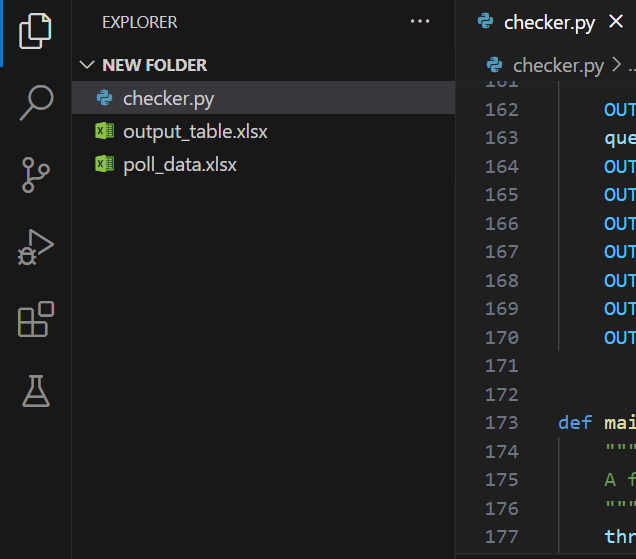 EXPLORER
NEW FOLDER
checker.py
output_table.xlsx
poll_data.xlsx
checker.py
checker.py > ..
161
162 OUT
163 que
164 OUT
165 OUT
166 OUT
167 OUT
168 OUT
169 OUT
170 OUT
171
172
173 def mai
174 """
175 A f
176 """
177 thr